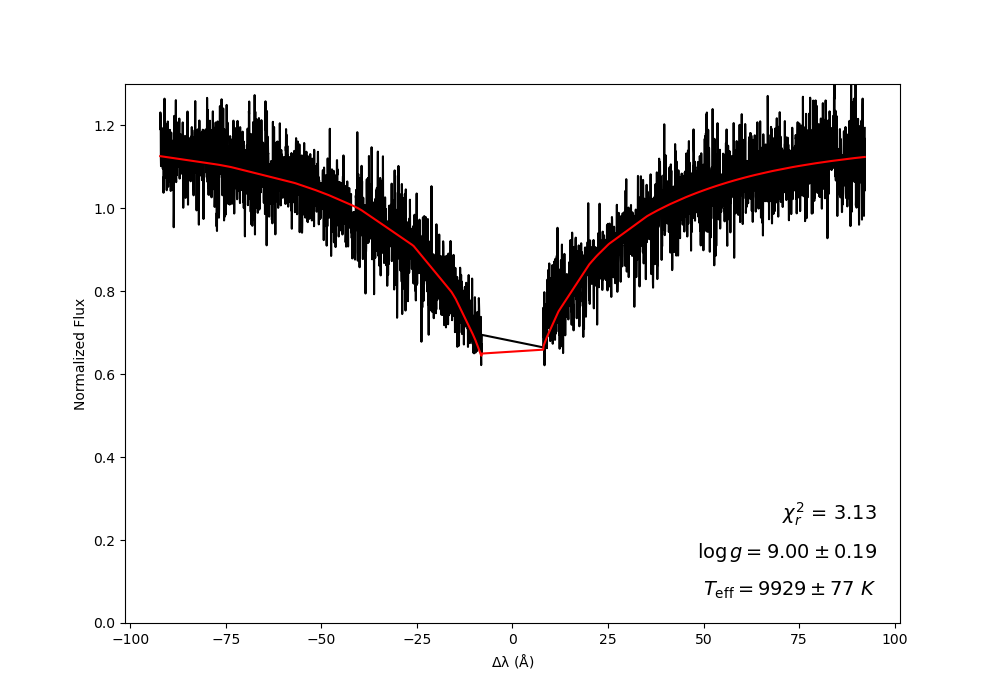 1.2
1.0
0.8
0.6
0.4
0.2
0.0
Normalized Flux
χ²ᵣ = 3.13
log g = 9.00 ± 0.19
T_eff = 9929 ± 77 K
−100 −75 −50 −25 0 25 50 75 100
Δλ (Å)